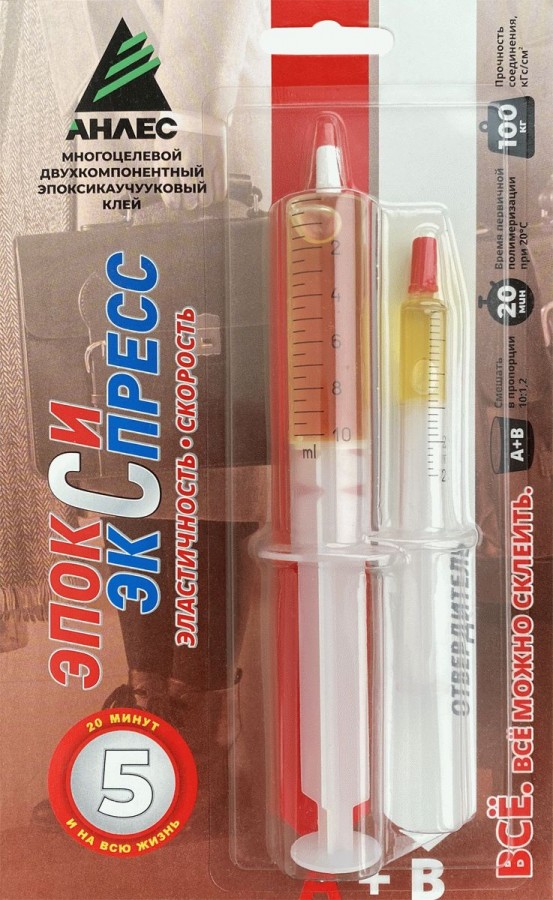 АНЛЕС
МНОГОЦЕЛЕВОЙ
ДВУХКОМПОНЕНТНЫЙ
ЭПОКСИКАУЧУУКОВЫЙ
КЛЕЙ
ЭПОКСИ
ЭКСПРЕСС
ЭЛАСТИЧНОСТЬ • СКОРОСТЬ
20 МИНУТ
5
И НА ВСЮ ЖИЗНЬ
2
4
6
8
10
ml
ОТВЕРДИТЕЛЬ
A + B
Прочность
соединения,
кГс/см²
100
кг
Время первичной
полимеризации
при 20°С
20
мин
Смешать
в пропорции
10:1,2
A+B
ВСЁ. ВСЁ МОЖНО СКЛЕИТЬ.